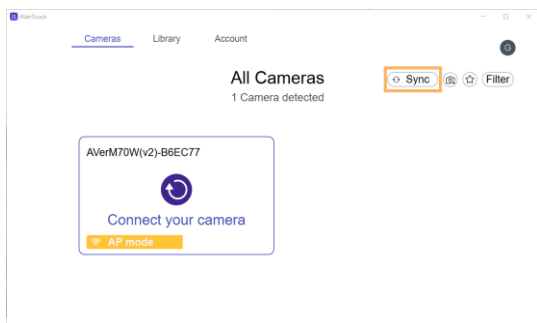 AVerTouch
Cameras Library Account
G
All Cameras
Sync Filter
1 Camera detected
AVerM70W(v2)-B6EC77
Connect your camera
AP mode